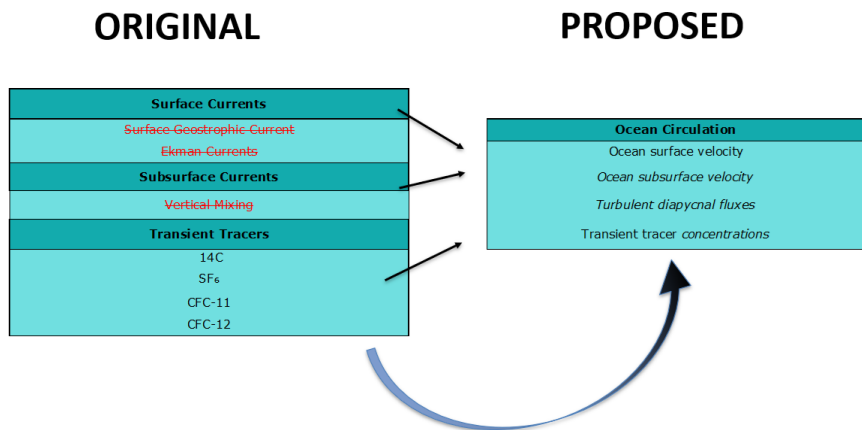 ORIGINAL
PROPOSED
Surface Currents
Surface Geostrophic Current
Ekman Currents
Subsurface Currents
Vertical Mixing
Transient Tracers
14C
SF₆
CFC-11
CFC-12
Ocean Circulation
Ocean surface velocity
Ocean subsurface velocity
Turbulent diapycnal fluxes
Transient tracer concentrations